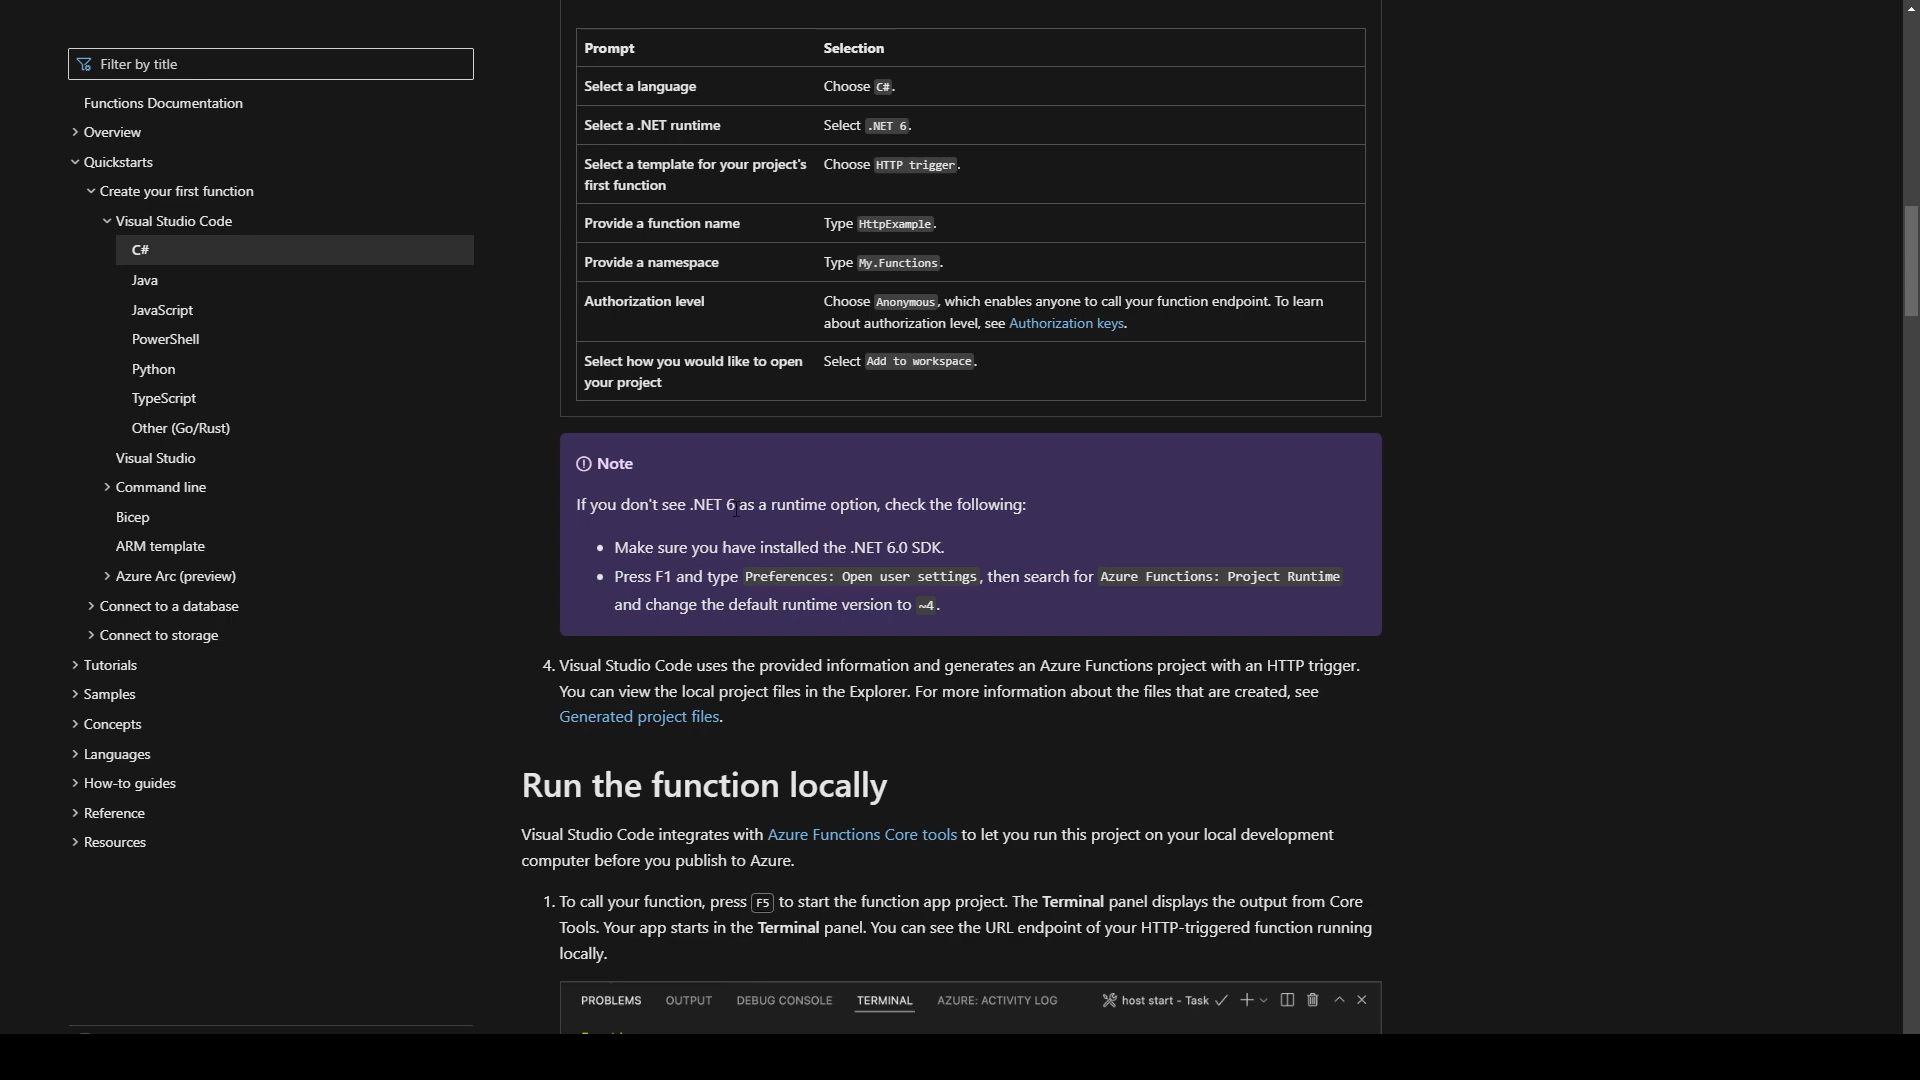 Filter by title
Functions Documentation
Overview
Quickstarts
Create your first function
Visual Studio Code
C#
Java
JavaScript
PowerShell
Python
TypeScript
Other (Go/Rust)
Visual Studio
Command line
Bicep
ARM template
Azure Arc (preview)
Connect to a database
Connect to storage
Tutorials
Samples
Concepts
Languages
How-to guides
Reference
Resources
Prompt Selection
Select a language Choose C#.
Select a .NET runtime Select .NET 6.
Select a template for your project's Choose HTTP trigger.
first function
Provide a function name Type HttpExample.
Provide a namespace Type My.Functions.
Authorization level Choose Anonymous, which enables anyone to call your function endpoint. To learn
about authorization level, see Authorization keys.
Select how you would like to open Select Add to workspace.
your project
Note
If you don't see .NET 6 as a runtime option, check the following:
• Make sure you have installed the .NET 6.0 SDK.
• Press F1 and type Preferences: Open user settings, then search for Azure Functions: Project Runtime
and change the default runtime version to ~4.
4. Visual Studio Code uses the provided information and generates an Azure Functions project with an HTTP trigger.
You can view the local project files in the Explorer. For more information about the files that are created, see
Generated project files.
Run the function locally
Visual Studio Code integrates with Azure Functions Core tools to let you run this project on your local development
computer before you publish to Azure.
1. To call your function, press F5 to start the function app project. The Terminal panel displays the output from Core
Tools. Your app starts in the Terminal panel. You can see the URL endpoint of your HTTP-triggered function running
locally.
PROBLEMS OUTPUT DEBUG CONSOLE TERMINAL AZURE: ACTIVITY LOG host start - Task